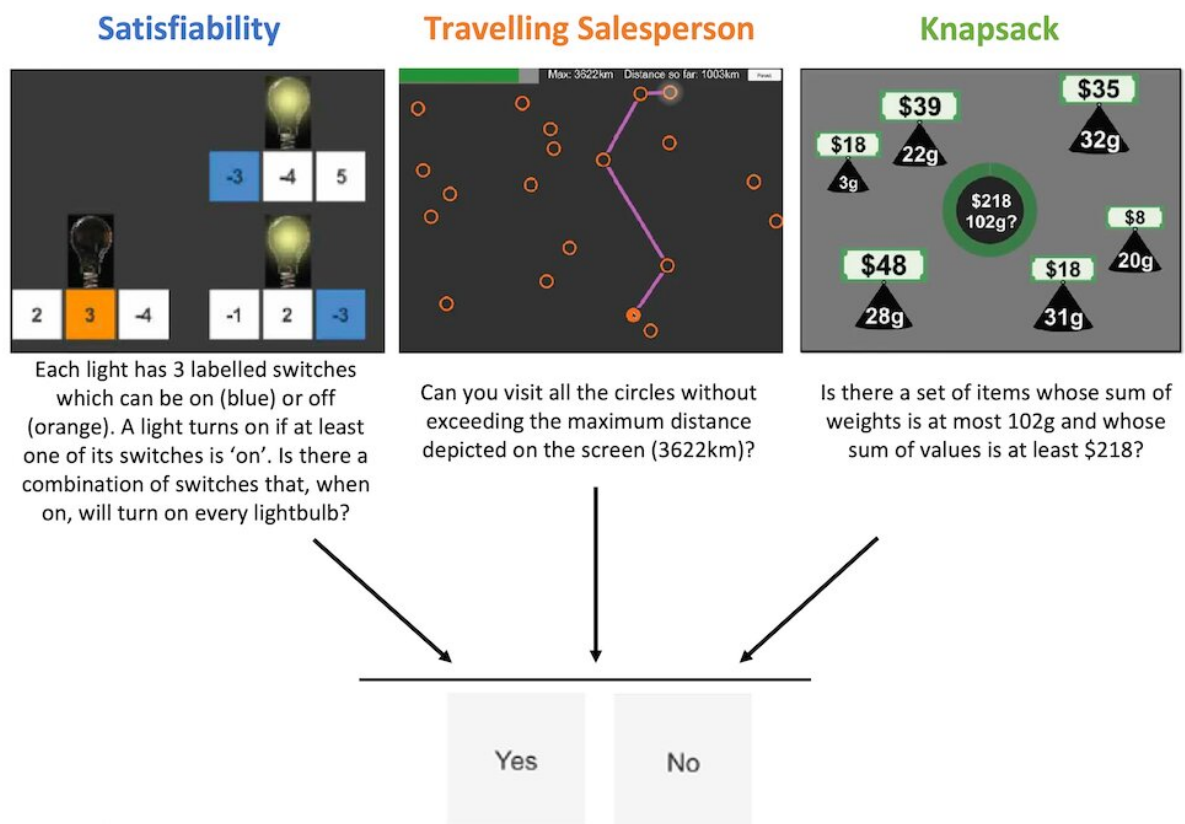 Satisfiability
Travelling Salesperson
Knapsack
-3 -4 5
2 3 -4
-1 2 -3
Max: 3622km Distance so far: 1003km Reset
$39
22g
$35
32g
$18
3g
$218
102g?
$8
20g
$48
28g
$18
31g
Each light has 3 labelled switches
which can be on (blue) or off
(orange). A light turns on if at least
one of its switches is ‘on’. Is there a
combination of switches that, when
on, will turn on every lightbulb?
Can you visit all the circles without
exceeding the maximum distance
depicted on the screen (3622km)?
Is there a set of items whose sum of
weights is at most 102g and whose
sum of values is at least $218?
Yes
No